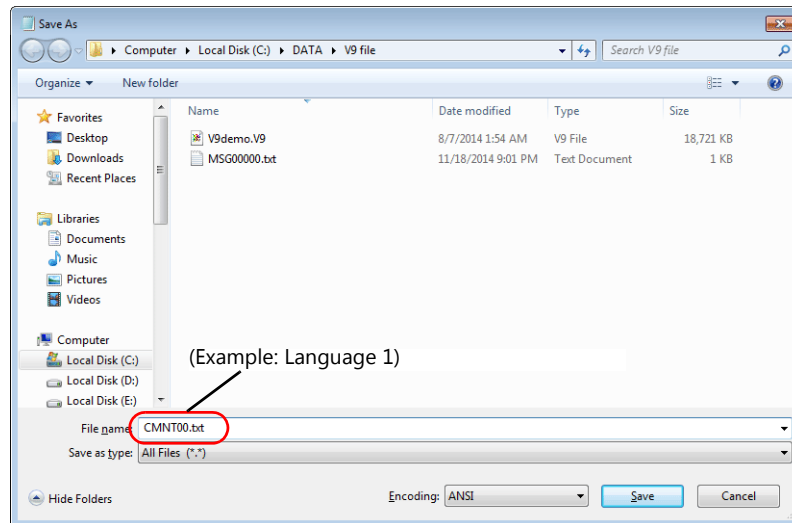 Save As
Computer Local Disk (C:) DATA V9 file Search V9 file
Organize New folder
Name Date modified Type Size
Favorites
Desktop
Downloads
Recent Places
Libraries
Documents
Music
Pictures
Videos
Computer
Local Disk (C:)
Local Disk (D:)
Local Disk (E:)
V9demo.V9 8/7/2014 1:54 AM V9 File 18,721 KB
MSG00000.txt 11/18/2014 9:01 PM Text Document 1 KB
(Example: Language 1)
File name: CMNT00.txt
Save as type: All Files (*.*)
Hide Folders Encoding: ANSI Save Cancel